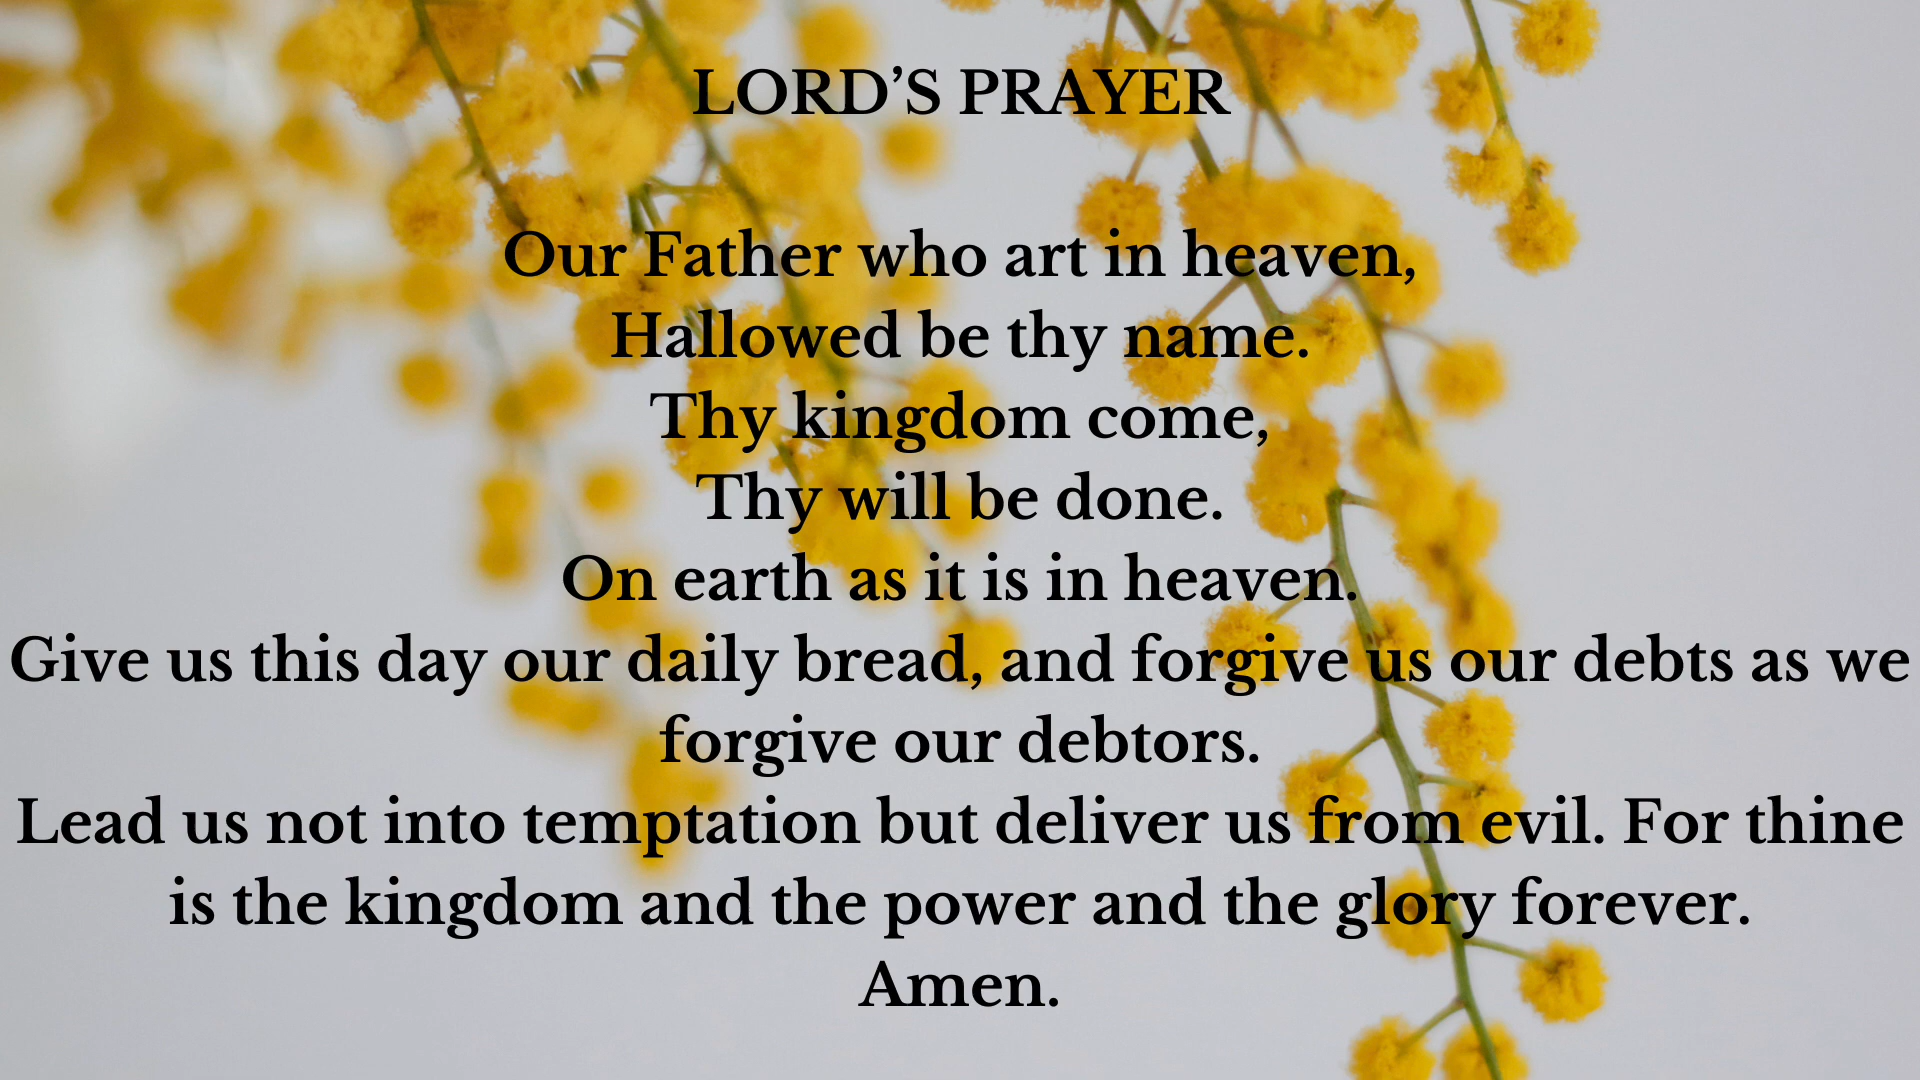 LORD’S PRAYER
Our Father who art in heaven,
Hallowed be thy name.
Thy kingdom come,
Thy will be done.
On earth as it is in heaven.
Give us this day our daily bread, and forgive us our debts as we
forgive our debtors.
Lead us not into temptation but deliver us from evil. For thine
is the kingdom and the power and the glory forever.
Amen.